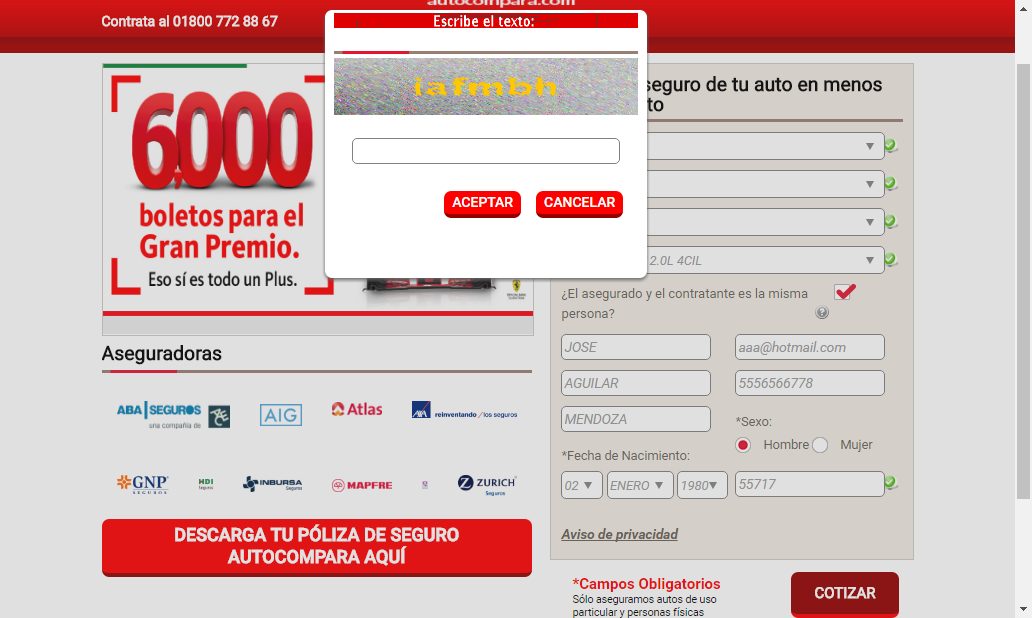 autocompara.com
Contrata al 01800 772 88 67
Escribe el texto:
iafmbh
ACEPTAR
CANCELAR
6,000
boletos para el
Gran Premio.
Eso sí es todo un Plus.
seguro de tu auto en menos
to
2.0L 4CIL
¿El asegurado y el contratante es la misma
persona?
JOSE
aaa@hotmail.com
AGUILAR
5556566778
MENDOZA
*Sexo:
Hombre
Mujer
*Fecha de Nacimiento:
02
ENERO
1980
55717
Aviso de privacidad
*Campos Obligatorios
Sólo aseguramos autos de uso
particular y personas físicas
COTIZAR
Aseguradoras
ABA SEGUROS
una compañía de
AIG
Atlas
AXA
reinventando / los seguros
GNP
SEGUROS
HDI
Seguros
INBURSA
Seguros
MAPFRE
ZURICH
Seguros
DESCARGA TU PÓLIZA DE SEGURO
AUTOCOMPARA AQUÍ